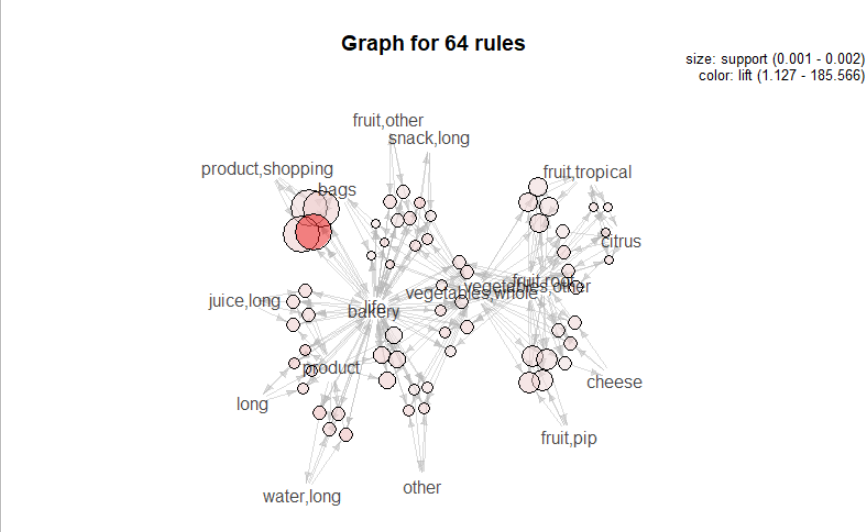 Graph for 64 rules
size: support (0.001 - 0.002)
color: lift (1.127 - 185.566)
fruit,other
snack,long
product,shopping
bags
fruit,tropical
citrus
vegetables,other
vegetables,whole
juice,long
life
bakery
product
cheese
long
fruit,pip
other
water,long